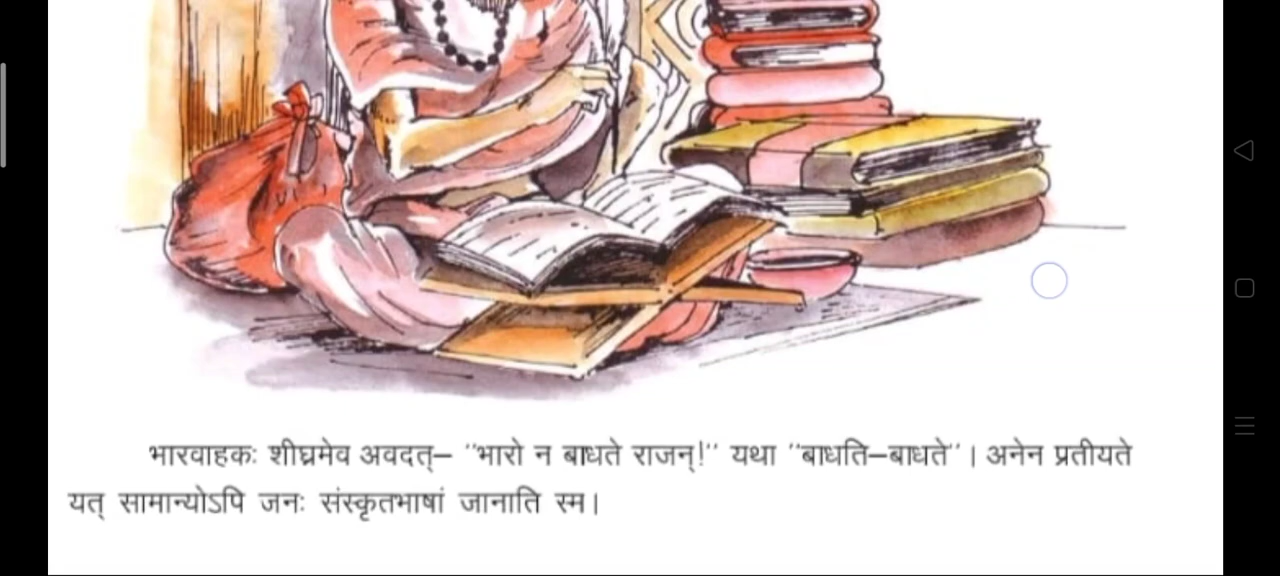 भारवाहकः शीघ्रमेव अवदत्– ‘‘भारो न बाधते राजन्!’’ यथा ‘‘बाधति–बाधते’’। अनेन प्रतीयते
यत् सामान्योऽपि जनः संस्कृतभाषां जानाति स्म।